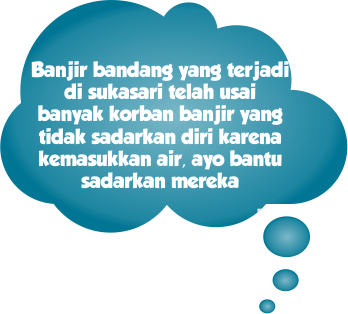 Banjir bandang yang terjadi
di sukasari telah usai
banyak korban banjir yang
tidak sadarkan diri karena
kemasukkan air, ayo bantu
sadarkan mereka